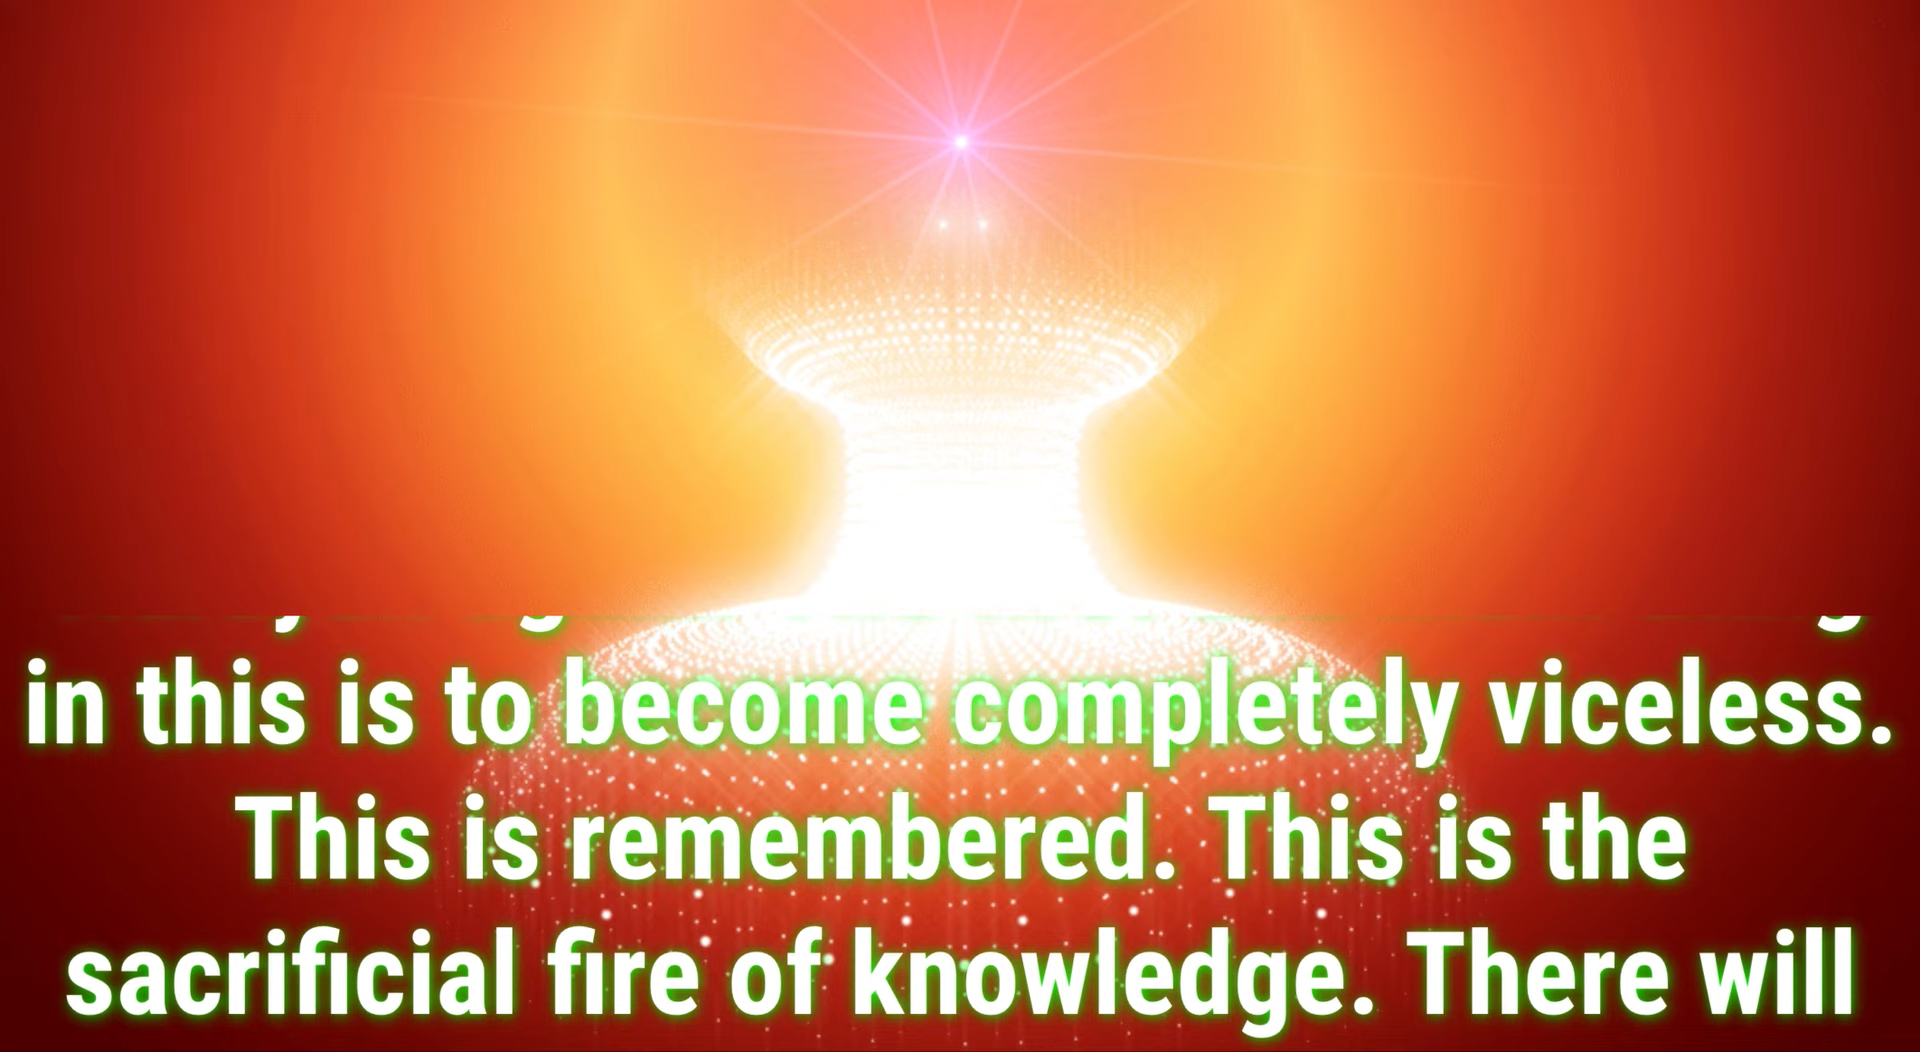 in this is to become completely viceless.
This is remembered. This is the
sacrificial fire of knowledge. There will